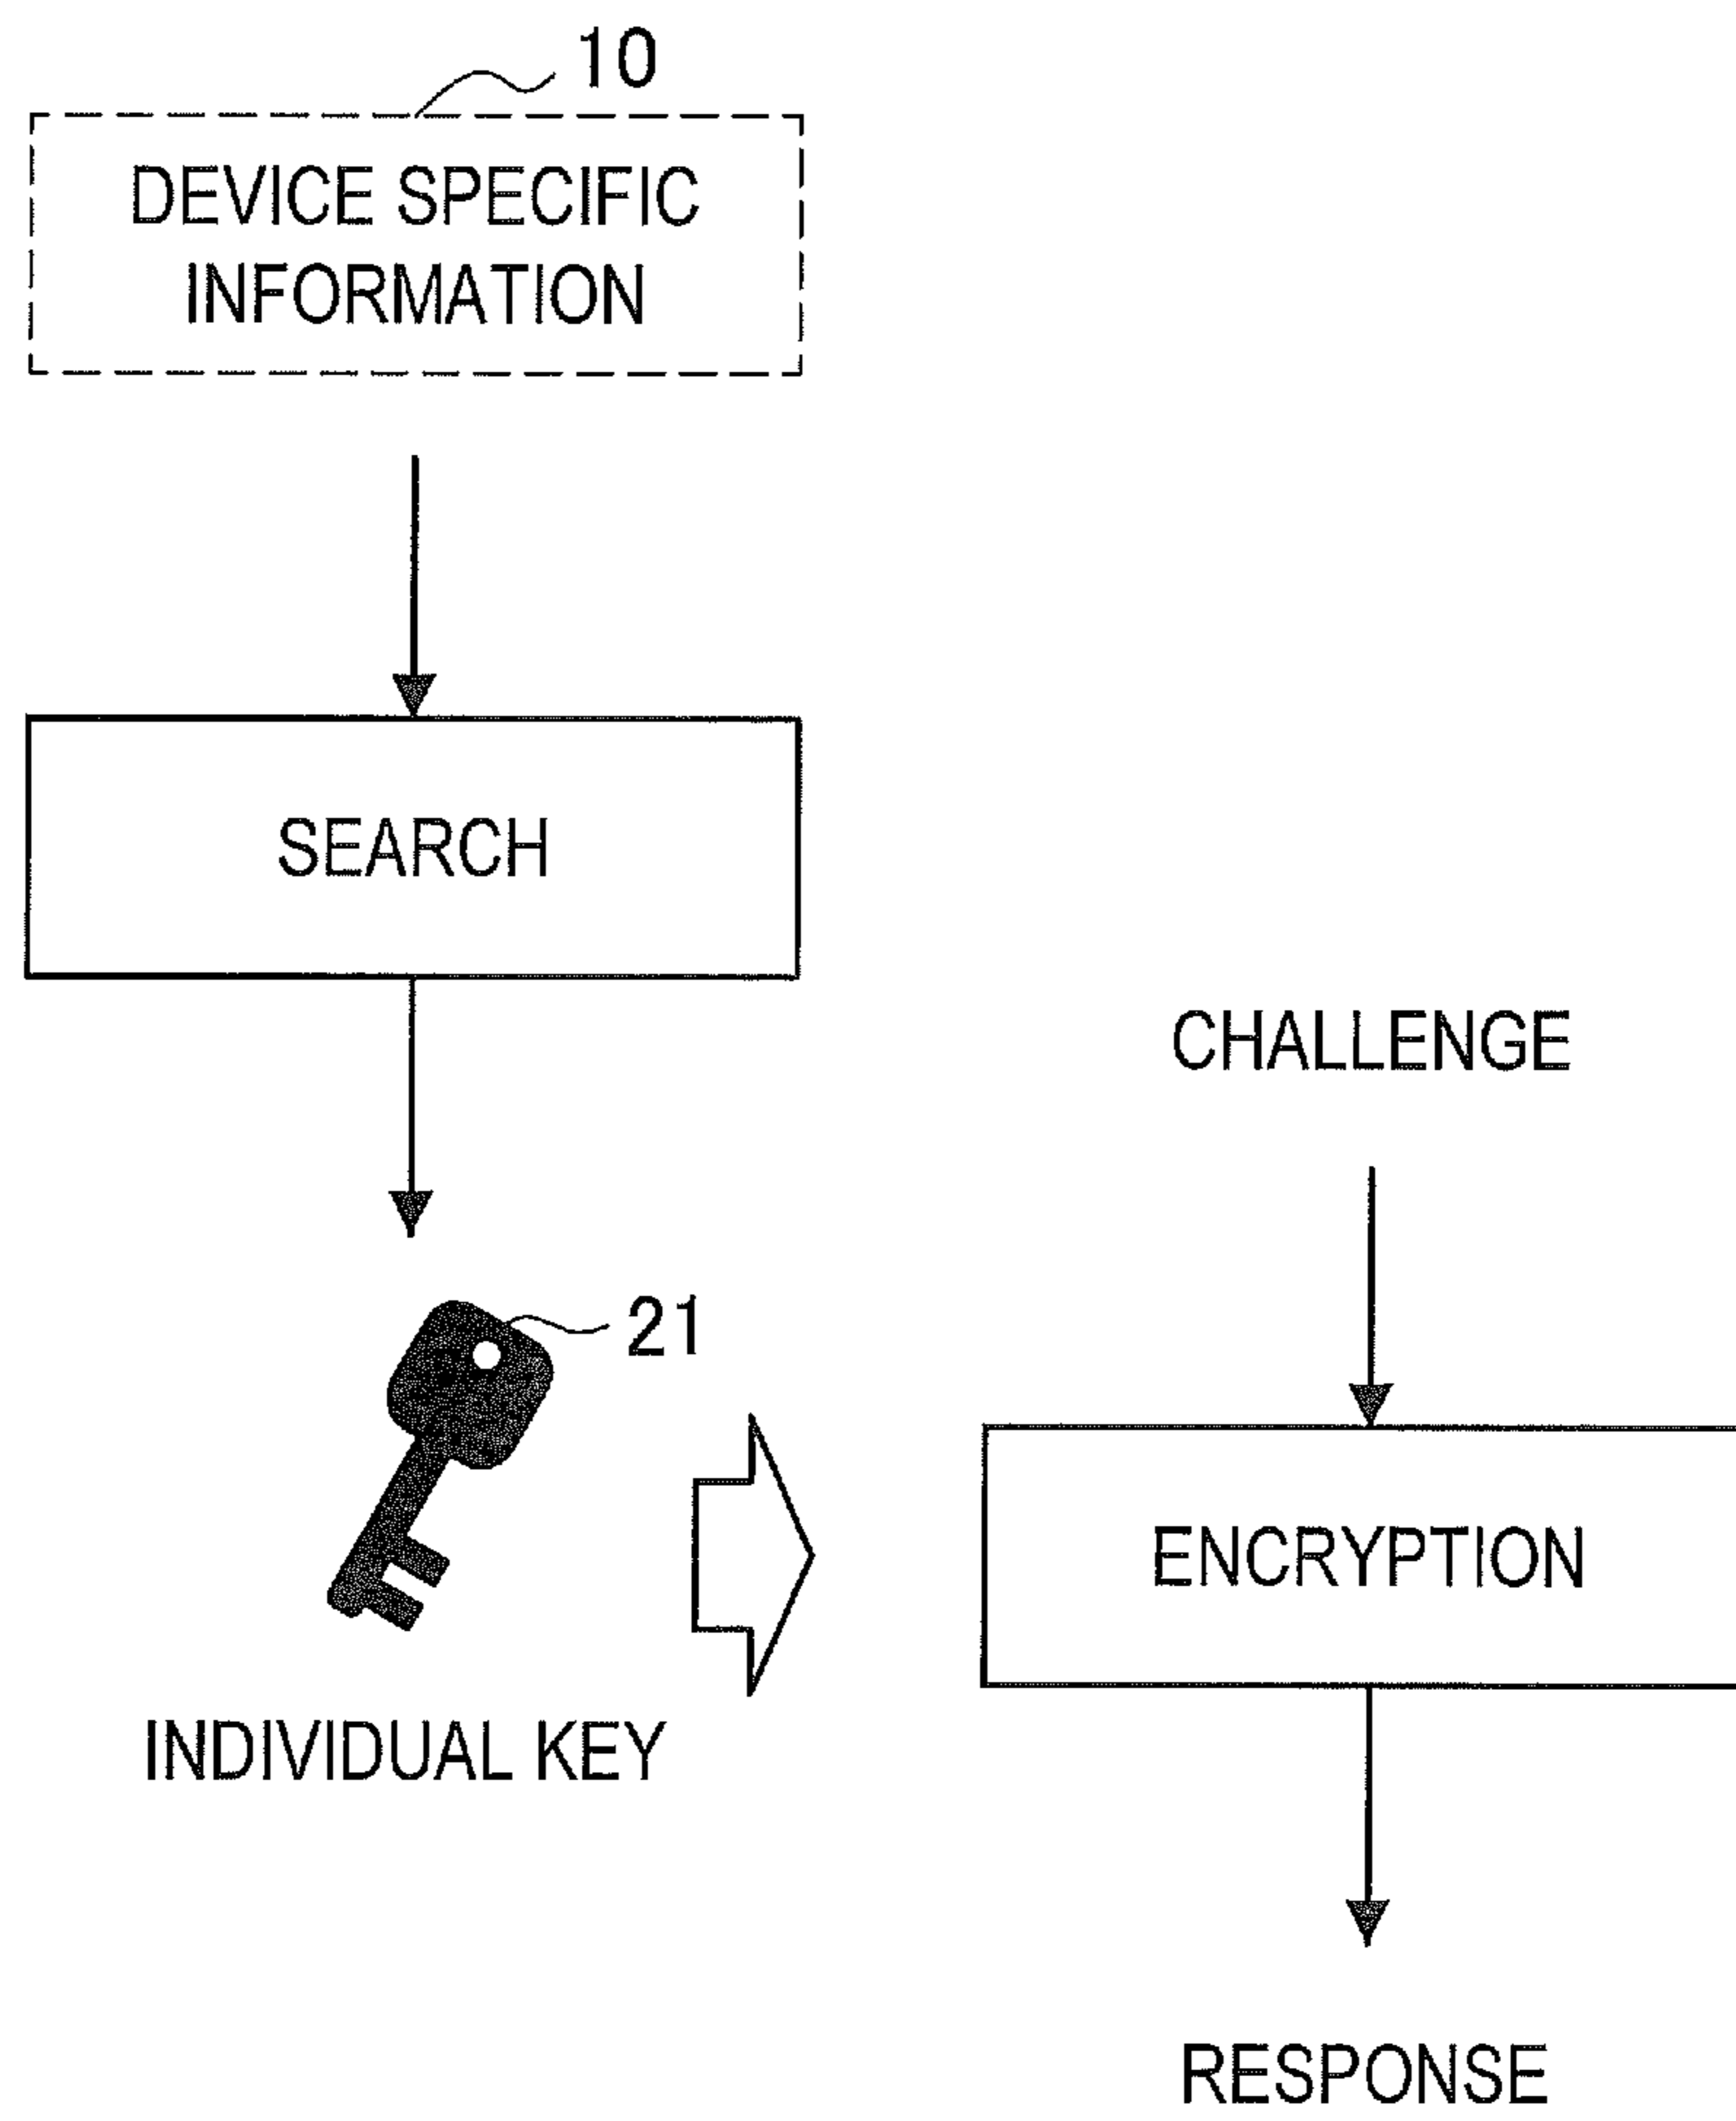 10
DEVICE SPECIFIC
INFORMATION
SEARCH
CHALLENGE
21
ENCRYPTION
INDIVIDUAL KEY
RESPONSE